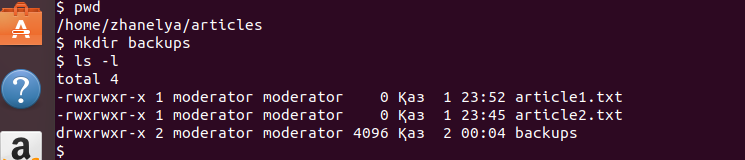 $ pwd
/home/zhanelya/articles
$ mkdir backups
$ ls -l
total 4
-rwxrwxr-x 1 moderator moderator    0 Қаз  1 23:52 article1.txt
-rwxrwxr-x 1 moderator moderator    0 Қаз  1 23:45 article2.txt
drwxrwxr-x 2 moderator moderator 4096 Қаз  2 00:04 backups
$